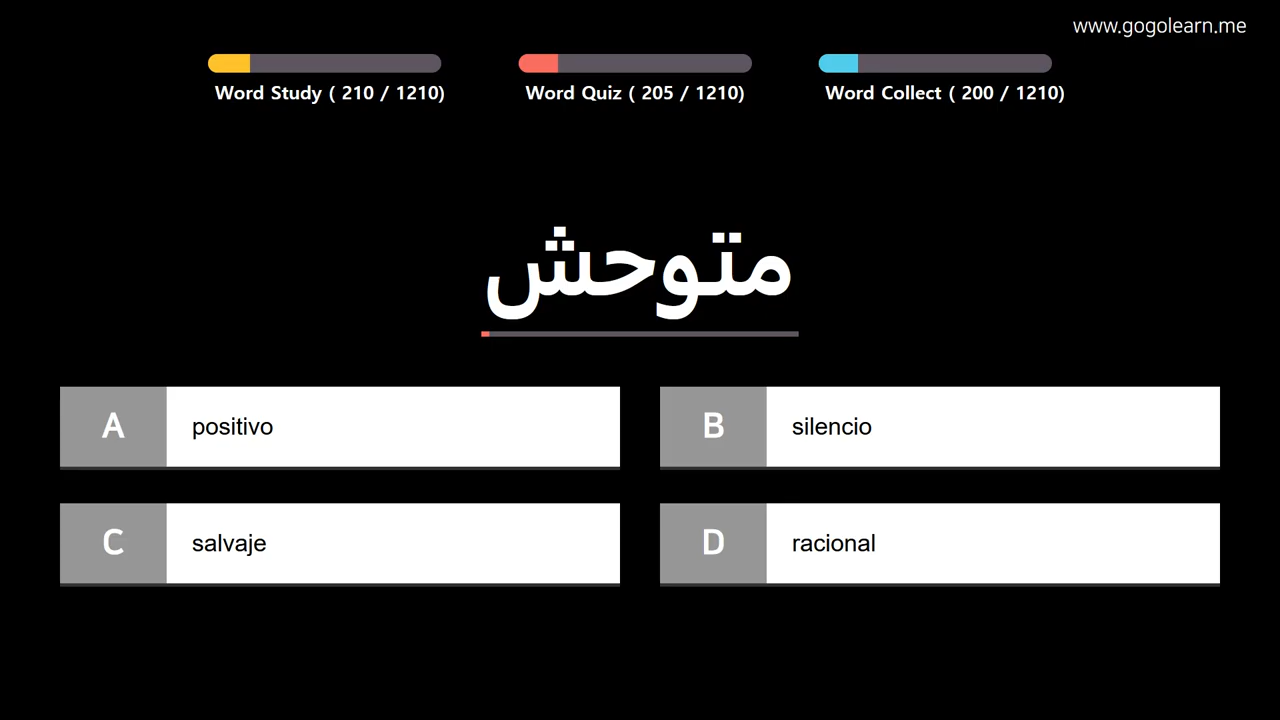 www.gogolearn.me
Word Study ( 210 / 1210)
Word Quiz ( 205 / 1210)
Word Collect ( 200 / 1210)
متوحش
A positivo
B silencio
C salvaje
D racional